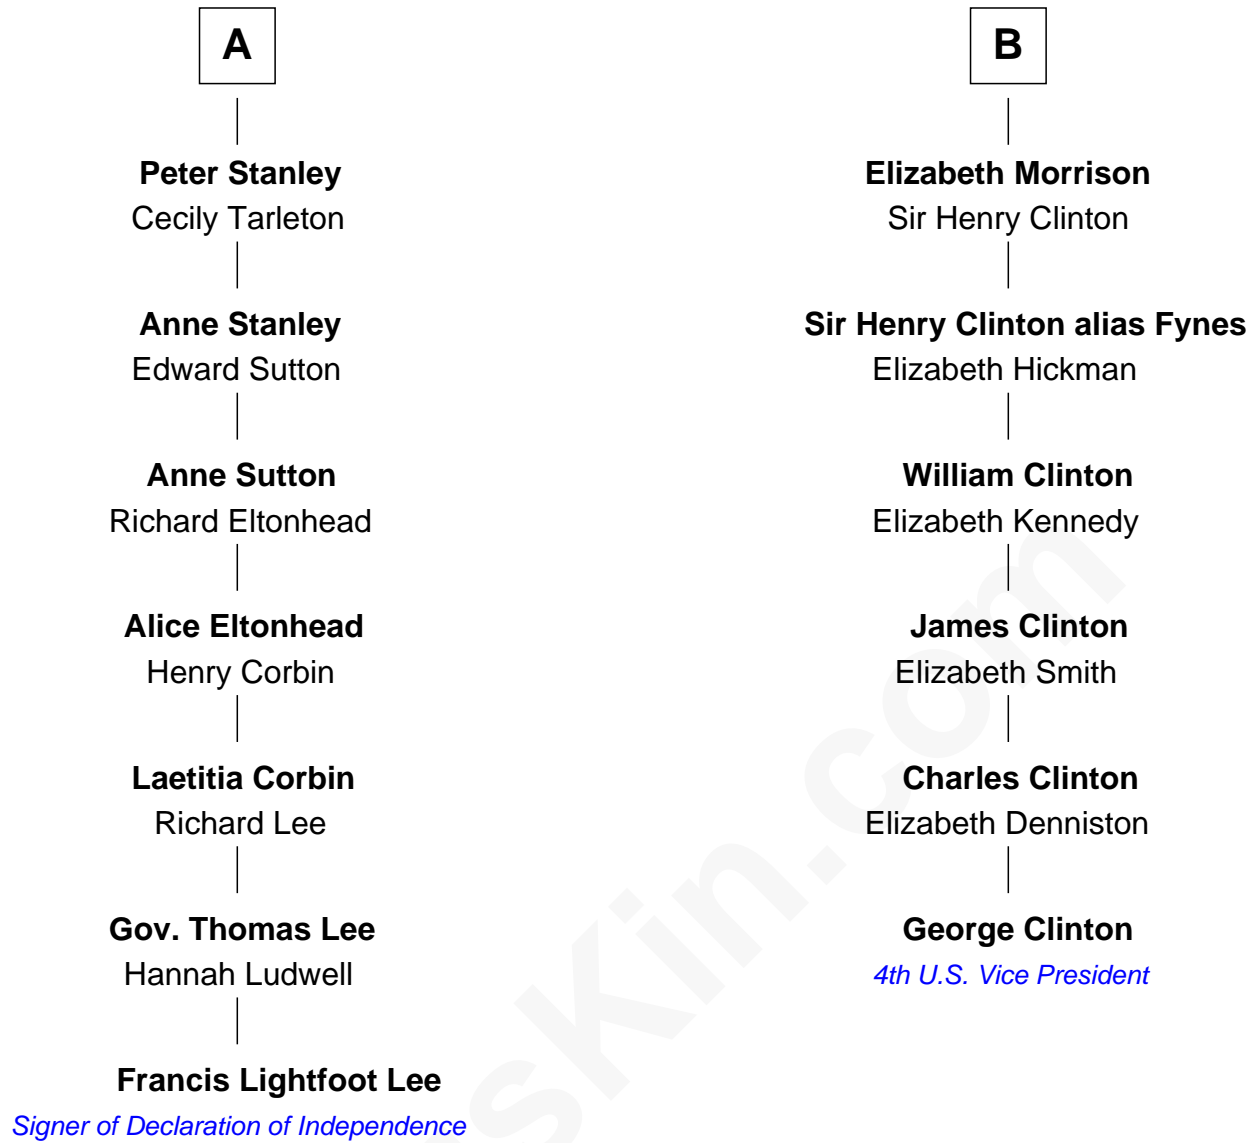 A
Peter Stanley
Cecily Tarleton
Anne Stanley
Edward Sutton
Anne Sutton
Richard Eltonhead
Alice Eltonhead
Henry Corbin
Laetitia Corbin
Richard Lee
Gov. Thomas Lee
Hannah Ludwell
Francis Lightfoot Lee
Signer of Declaration of Independence
B
Elizabeth Morrison
Sir Henry Clinton
Sir Henry Clinton alias Fynes
Elizabeth Hickman
William Clinton
Elizabeth Kennedy
James Clinton
Elizabeth Smith
Charles Clinton
Elizabeth Denniston
George Clinton
4th U.S. Vice President
sKin.com